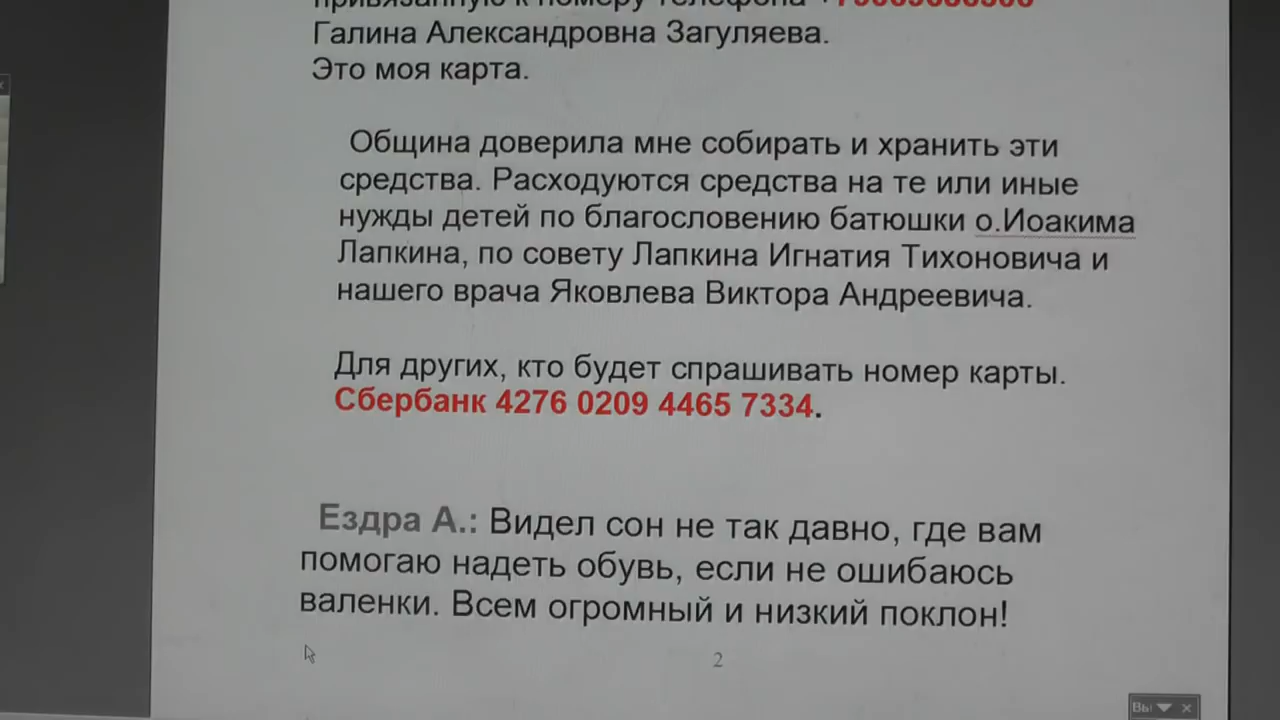 привязанную к номеру телефона
Галина Александровна Загуляева.
Это моя карта.
Община доверила мне собирать и хранить эти
средства. Расходуются средства на те или иные
нужды детей по благословению батюшки о.Иоакима
Лапкина, по совету Лапкина Игнатия Тихоновича и
нашего врача Яковлева Виктора Андреевича.
Для других, кто будет спрашивать номер карты.
Сбербанк 4276 0209 4465 7334.
Ездра А.: Видел сон не так давно, где вам
помогаю надеть обувь, если не ошибаюсь
валенки. Всем огромный и низкий поклон!
2
Вы